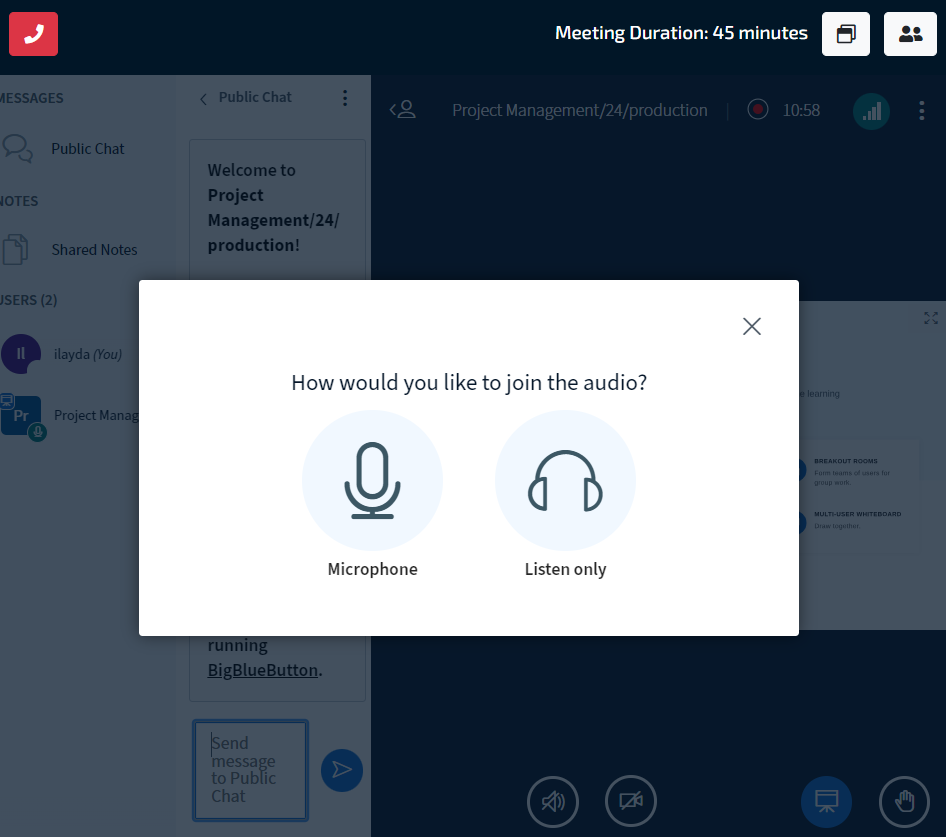 Meeting Duration: 45 minutes
MESSAGES
Public Chat
NOTES
Shared Notes
USERS (2)
Il
ilayda (You)
Pr
Project Manag
Public Chat
Welcome to
Project
Management/24/
production!
running
BigBlueButton.
Send
message
to Public
Chat
Project Management/24/production
10:58
How would you like to join the audio?
Microphone
Listen only
learning
BREAKOUT ROOMS
Form teams of users for
group work.
MULTI-USER WHITEBOARD
Draw together.